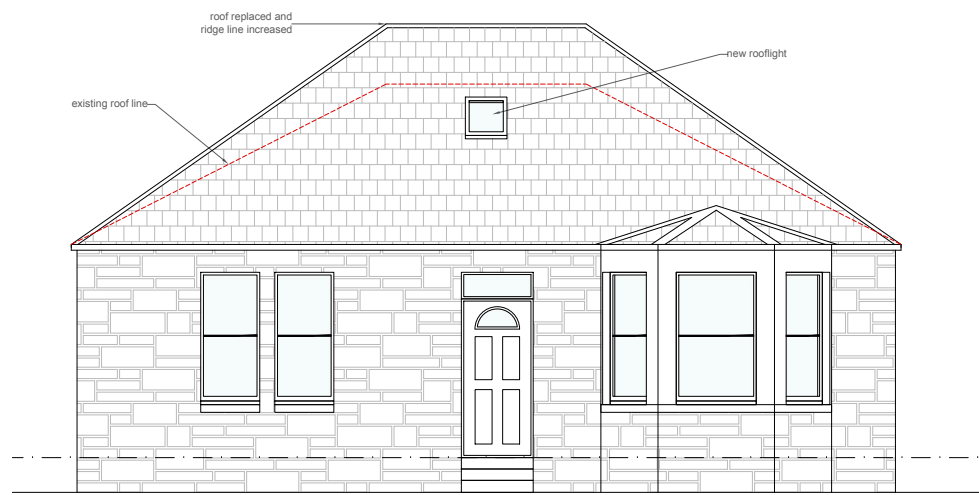 roof replaced and
ridge line increased
new rooflight
existing roof line